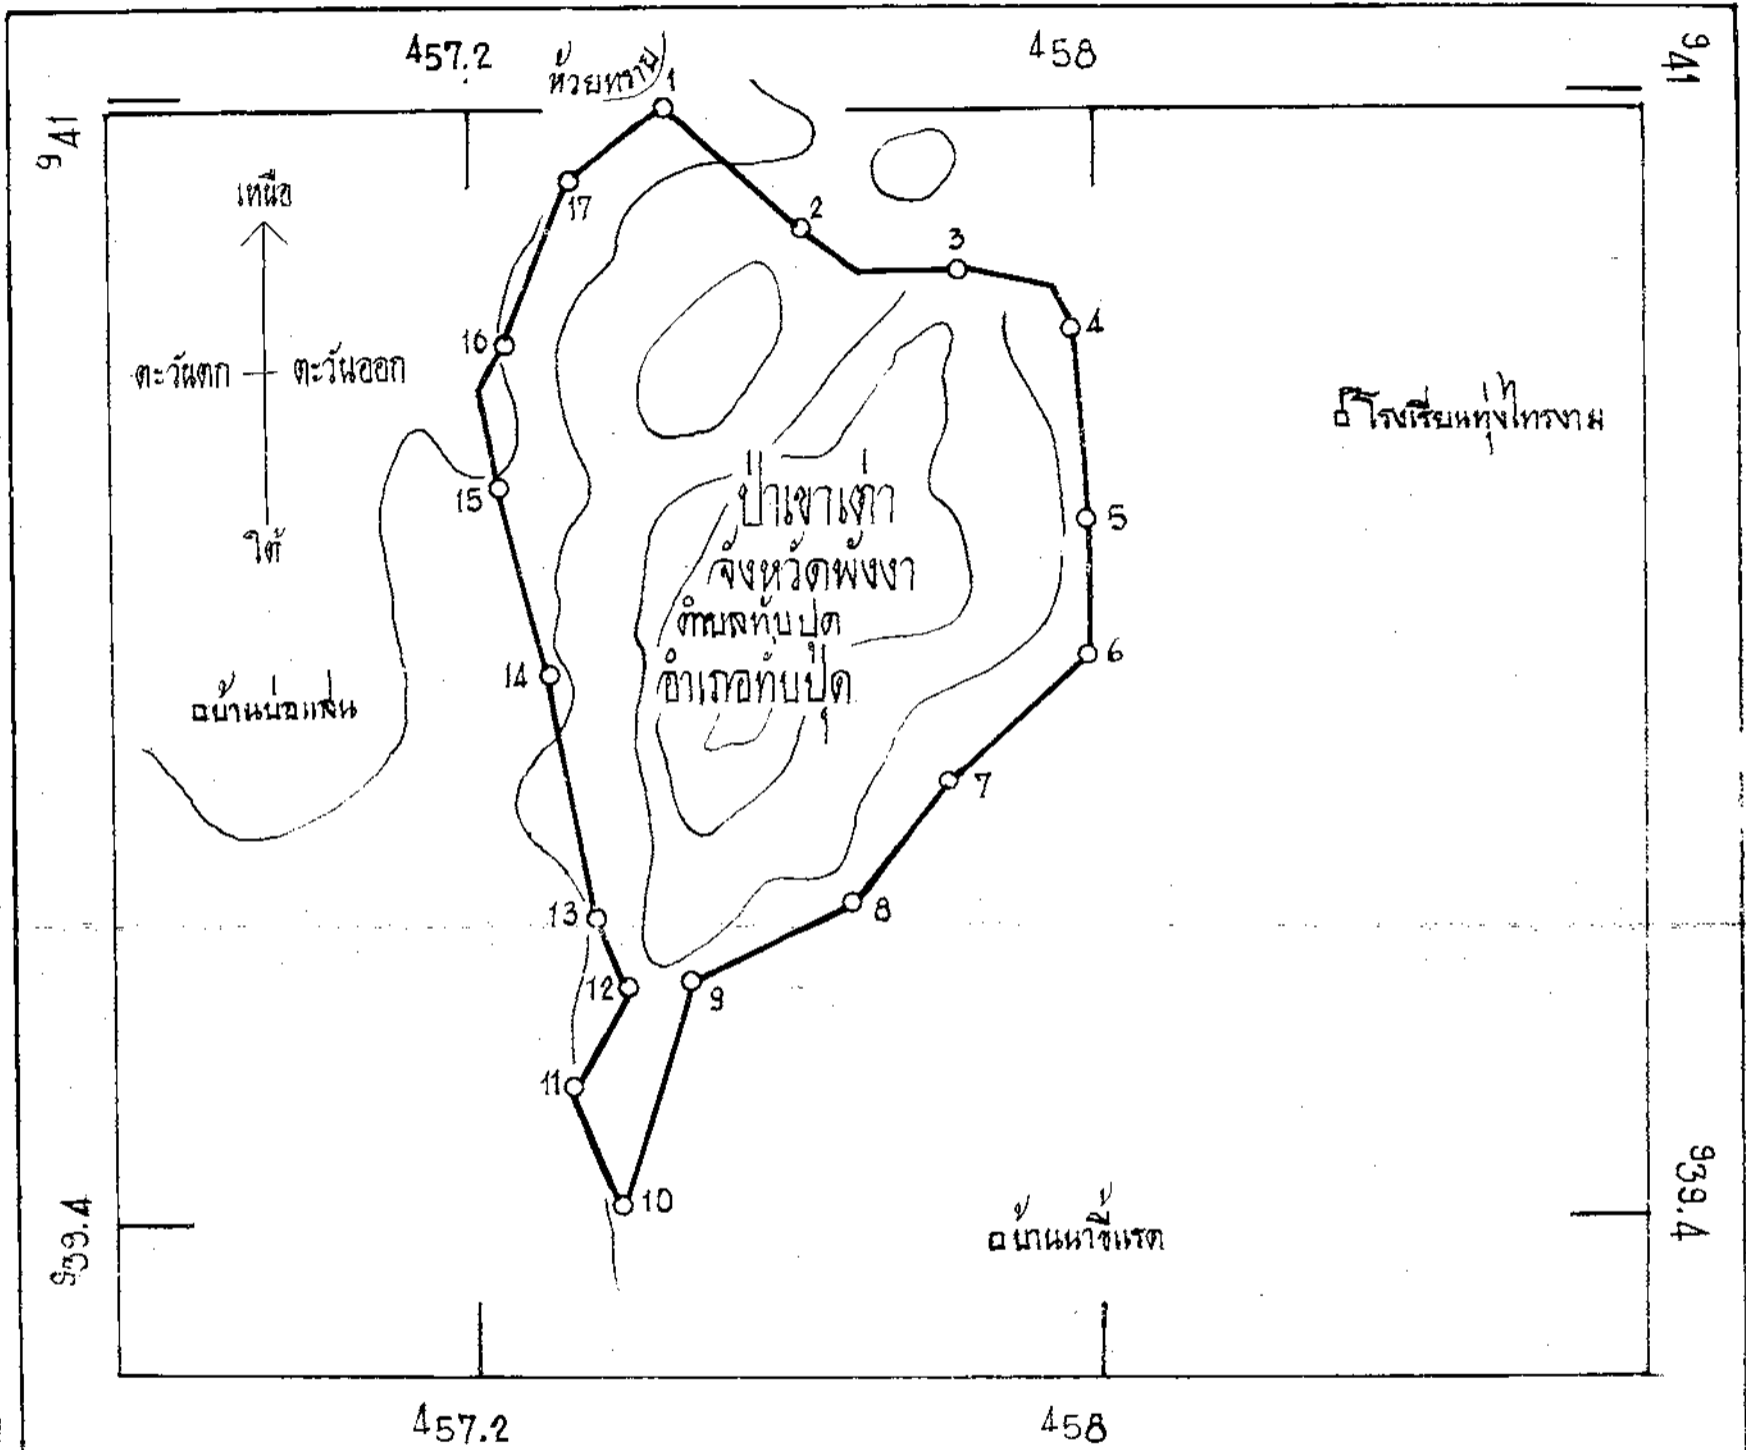 457.2
458
941
941
ห้วยทราย
1
17
2
3
เหนือ
16
4
ตะวันตก
ตะวันออก
โรงเรียนทุ่งไทรงาม
ป่าเขาเต่า
15
5
ใต้
จังหวัดพังงา
ตำบลทับปุด
6
14
อำเภอทับปุด
บ้านบ่อแสน
7
13
8
12
9
11
10
939.4
939.4
บ้านนาขี้แรด
457.2
458